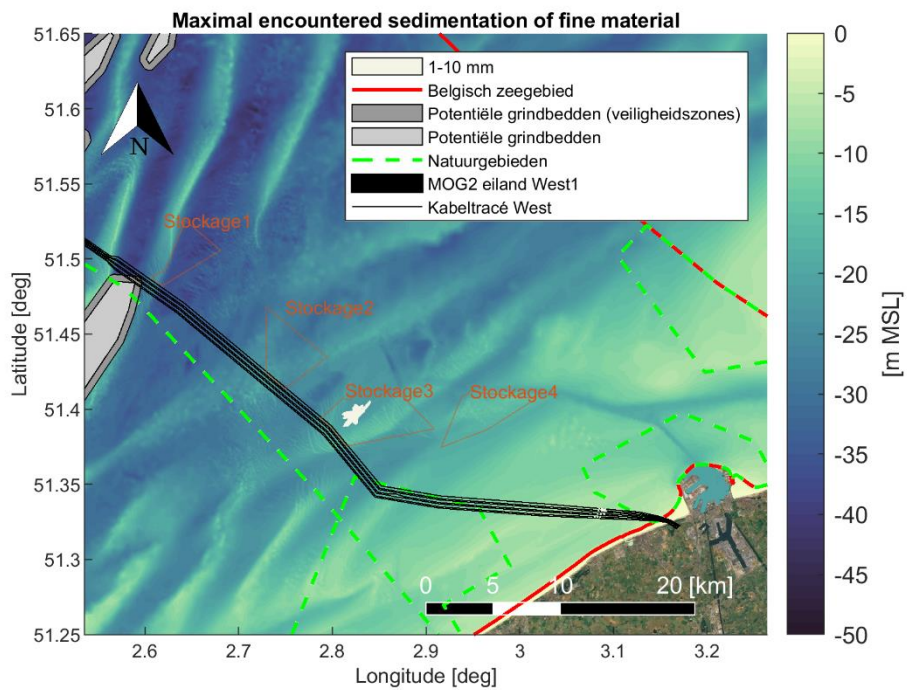 Maximal encountered sedimentation of fine material
1-10 mm
Belgisch zeegebied
Potentiële grindbedden (veiligheidszones)
Potentiële grindbedden
Natuurgebieden
MOG2 eiland West1
Kabeltracé West
N
Stockage1
Stockage2
Stockage3
Stockage4
0 5 10 20 [km]
51.65
51.6
51.55
51.5
51.45
51.4
51.35
51.3
51.25
Latitude [deg]
2.6 2.7 2.8 2.9 3 3.1 3.2
Longitude [deg]
0
-5
-10
-15
-20
-25
-30
-35
-40
-45
-50
[m MSL]